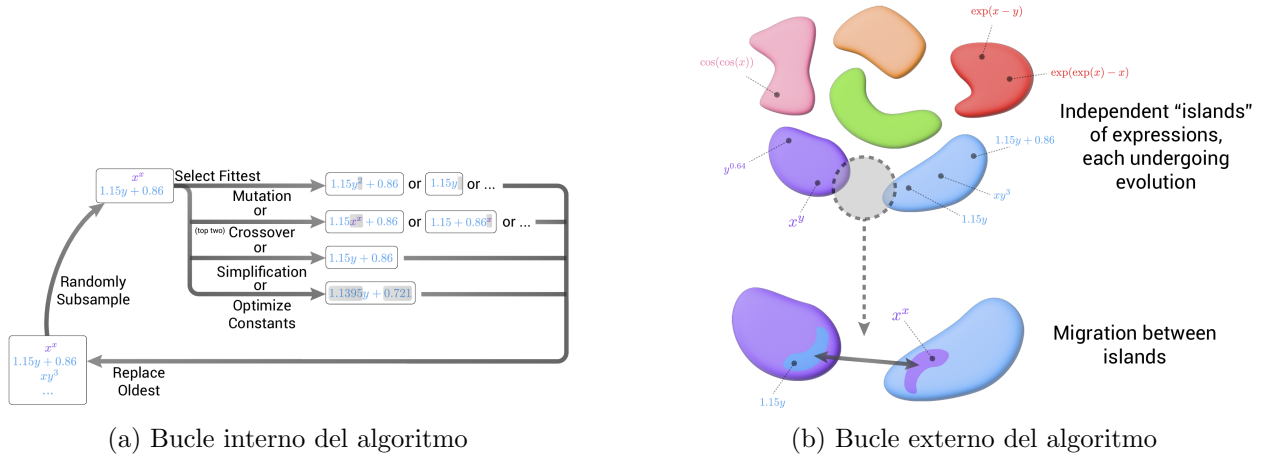 x^x
1.15y + 0.86
Select Fittest
1.15y^2 + 0.86 or 1.15y or ...
Mutation
or
(top two) Crossover
1.15x^x + 0.86 or 1.15 + 0.86^x or ...
or
1.15y + 0.86
Simplification
or
1.1395y + 0.721
Optimize
Constants
Randomly
Subsample
x^x
1.15y + 0.86
xy^3
...
Replace
Oldest
(a) Bucle interno del algoritmo
exp(x − y)
cos(cos(x))
exp(exp(x) − x)
Independent “islands”
of expressions,
each undergoing
evolution
1.15y + 0.86
y^0.64
xy^3
1.15y
x^y
x^x
Migration between
islands
1.15y
(b) Bucle externo del algoritmo